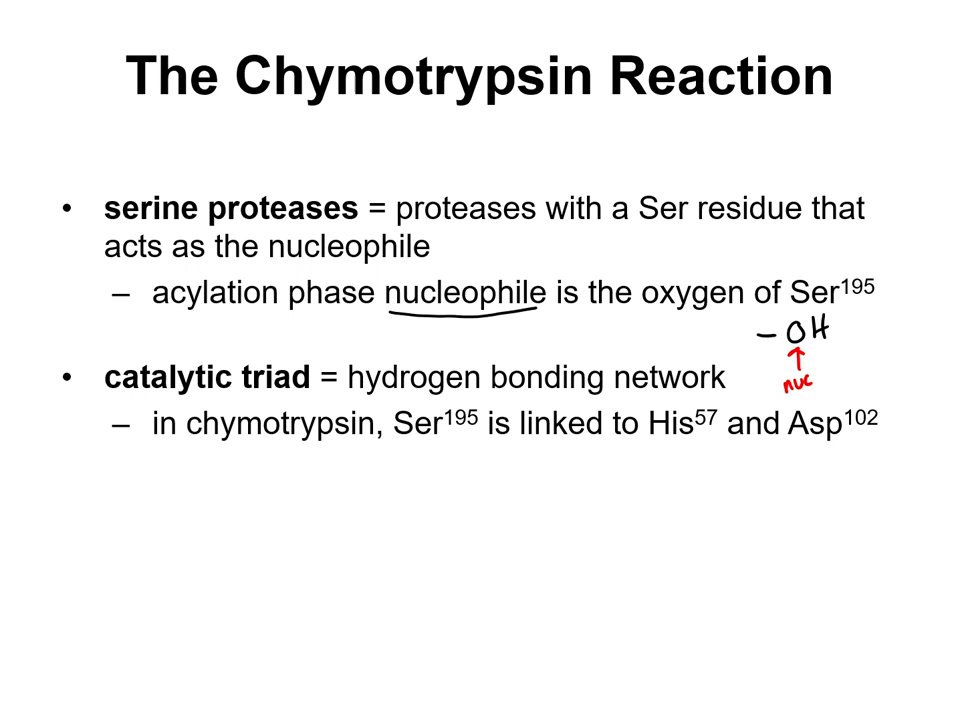 The Chymotrypsin Reaction
• serine proteases = proteases with a Ser residue that
acts as the nucleophile
– acylation phase nucleophile is the oxygen of Ser¹⁹⁵
– OH
nuc
• catalytic triad = hydrogen bonding network
– in chymotrypsin, Ser¹⁹⁵ is linked to His⁵⁷ and Asp¹⁰²